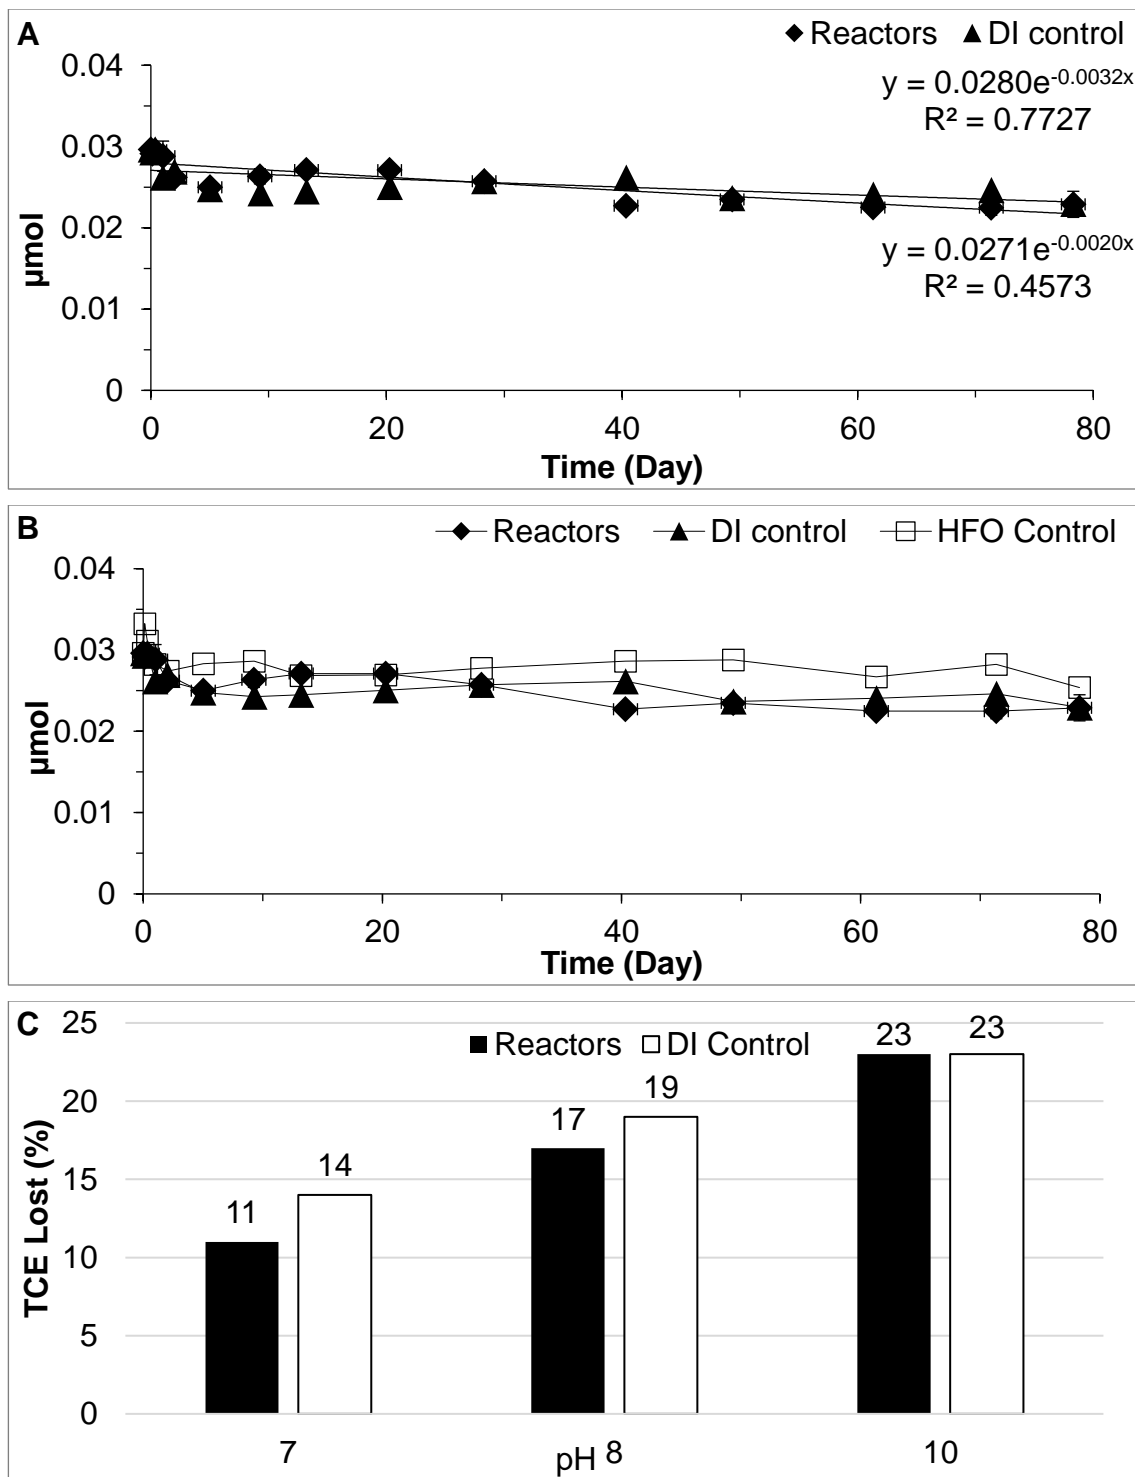 A
◆ Reactors ▲ DI control
y = 0.0280e^-0.0032x
R² = 0.7727
0.04
0.03
0.02
0.01
0
µmol
y = 0.0271e^-0.0020x
R² = 0.4573
0 20 40 60 80
Time (Day)
B
Reactors DI control HFO Control
0.04
0.03
0.02
0.01
0
µmol
0 20 40 60 80
Time (Day)
C
Reactors DI Control
25
20
15
10
5
0
TCE Lost (%)
11 14 17 19 23 23
7 8 10
pH